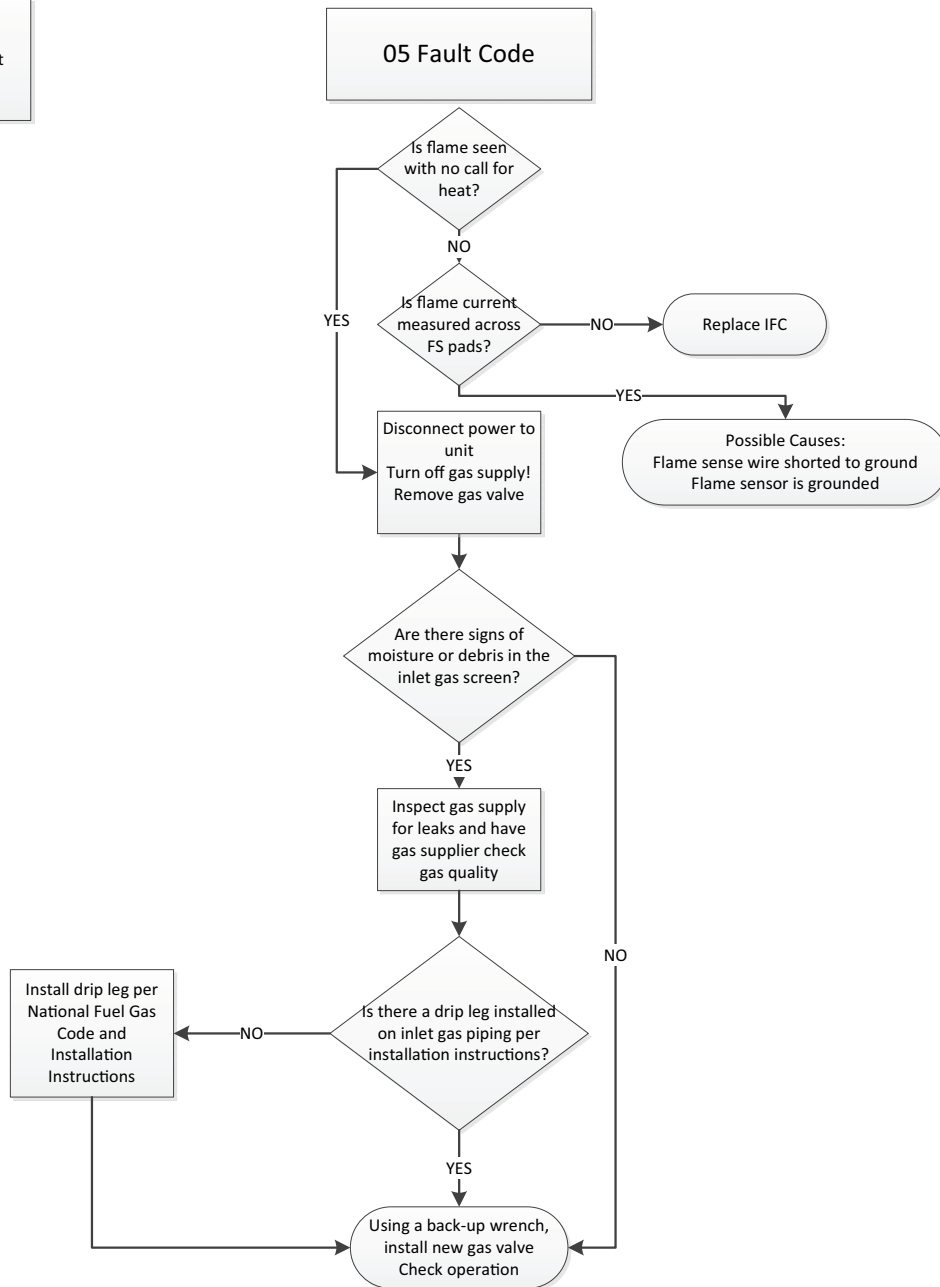 t
05 Fault Code
Is flame seen
with no call for
heat?
NO
YES
Is flame current
measured across
FS pads?
NO
Replace IFC
YES
Possible Causes:
Flame sense wire shorted to ground
Flame sensor is grounded
Disconnect power to
unit
Turn off gas supply!
Remove gas valve
Are there signs of
moisture or debris in the
inlet gas screen?
YES
NO
Inspect gas supply
for leaks and have
gas supplier check
gas quality
Is there a drip leg installed
on inlet gas piping per
installation instructions?
NO
Install drip leg per
National Fuel Gas
Code and
Installation
Instructions
YES
Using a back-up wrench,
install new gas valve
Check operation